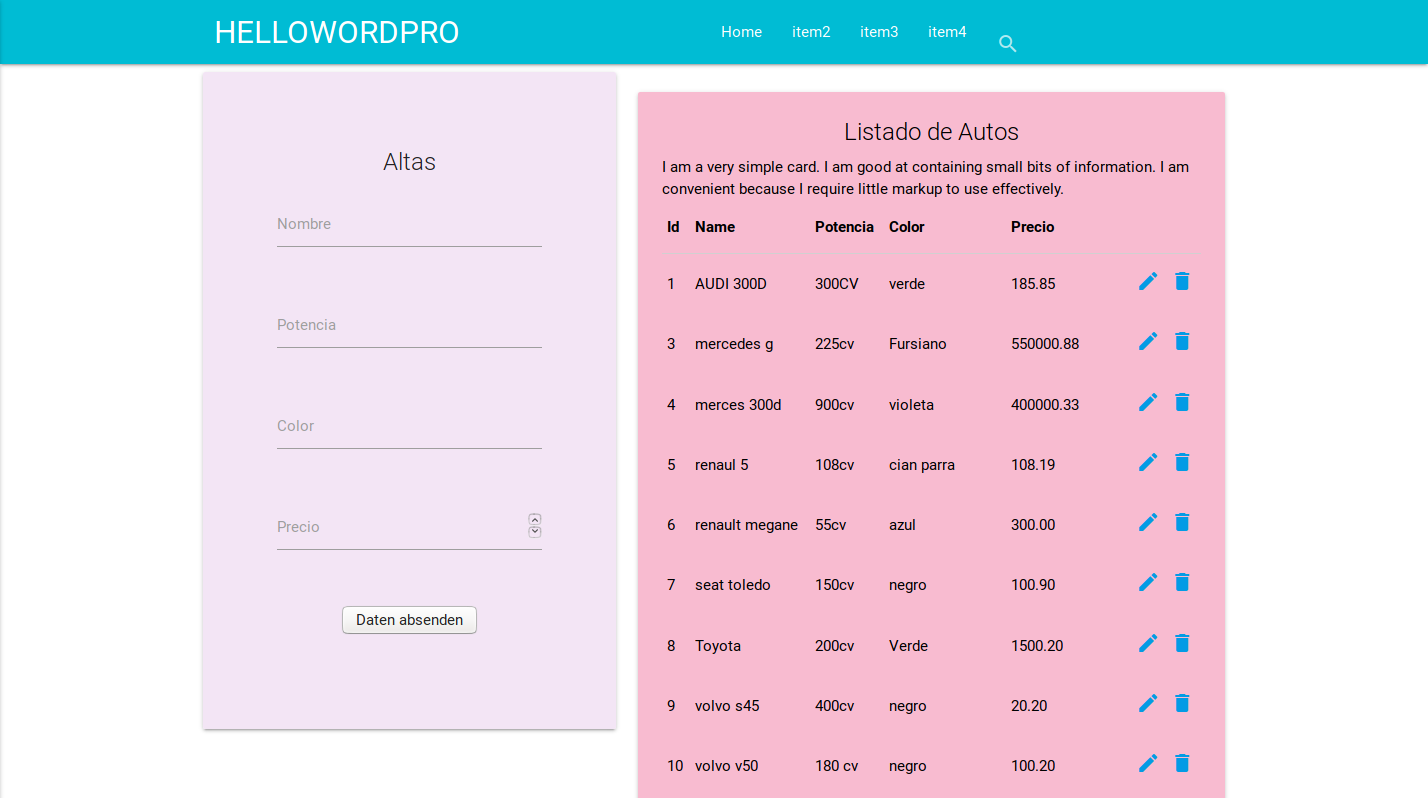 HELLOWORDPRO
Home item2 item3 item4
Altas
Nombre
Potencia
Color
Precio
Daten absenden
Listado de Autos
I am a very simple card. I am good at containing small bits of information. I am
convenient because I require little markup to use effectively.
Id Name Potencia Color Precio
1 AUDI 300D 300CV verde 185.85
3 mercedes g 225cv Fursiano 550000.88
4 merces 300d 900cv violeta 400000.33
5 renaul 5 108cv cian parra 108.19
6 renault megane 55cv azul 300.00
7 seat toledo 150cv negro 100.90
8 Toyota 200cv Verde 1500.20
9 volvo s45 400cv negro 20.20
10 volvo v50 180 cv negro 100.20